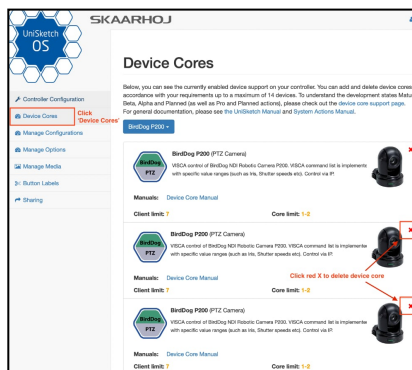 UniSketch
OS
SKAARHOJ
Device Cores
Below, you can see the currently enabled device support on your controller. You can add and delete device cores
accordance with your requirements up to a maximum of 14 devices. To understand the development states Matu
Beta, Alpha and Planned (as well as Pro and Planned actions), please check out the device core support page.
For general documentation, please see the UniSketch Manual and System Actions Manual.
Controller Configuration
Device Cores
Click
'Device Cores'
Manage Configurations
Manage Options
Manage Media
Button Labels
Sharing
BirdDog P200
BirdDog
PTZ
BirdDog P200 (PTZ Camera)
VISCA control of BirdDog NDI Robotic Camera P200. VISCA command list is implemente
with specific value ranges (such as Iris, Shutter speeds etc). Control via IP.
Manuals: Device Core Manual
Client limit: 7 Core limit: 1-2
BirdDog
PTZ
BirdDog P200 (PTZ Camera)
VISCA control of BirdDog NDI Robotic Camera P200. VISCA command list is implemente
with specific value ranges (such as Iris, Shutter speeds etc). Control via IP.
Manuals: Device Core Manual
Click red X to delete device core
Client limit: 7 Core limit: 1-2
BirdDog
PTZ
BirdDog P200 (PTZ Camera)
VISCA control of BirdDog NDI Robotic Camera P200. VISCA command list is implemente
with specific value ranges (such as Iris, Shutter speeds etc). Control via IP.
Manuals: Device Core Manual
Client limit: 7 Core limit: 1-2